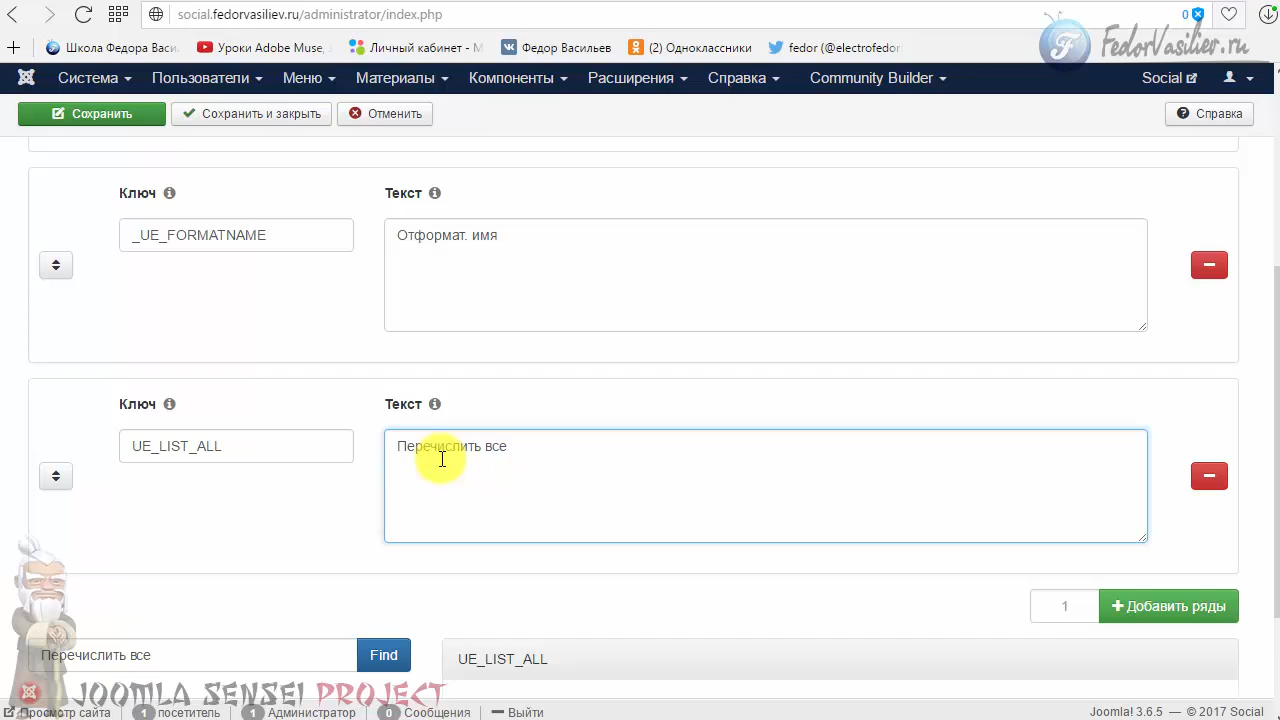 social.fedorvasiliev.ru/administrator/index.php
0
Школа Федора Васи.
Уроки Adobe Muse,
Личный кабинет - М
Федор Васильев
(2) Одноклассники
fedor (@electrofedor
FedorVasiliev.ru
Система
Пользователи
Меню
Материалы
Компоненты
Расширения
Справка
Community Builder
Social
Сохранить
Сохранить и закрыть
Отменить
Справка
Ключ
Текст
_UE_FORMATNAME
Отформат. имя
Ключ
Текст
UE_LIST_ALL
Перечислить все
1
Добавить ряды
Перечислить все
Find
UE_LIST_ALL
JOOMLA SENSEI PROJECT
Просмотр сайта
1 посетитель
1 Администратор
0 Сообщения
Выйти
Joomla! 3.6.5 — © 2017 Social